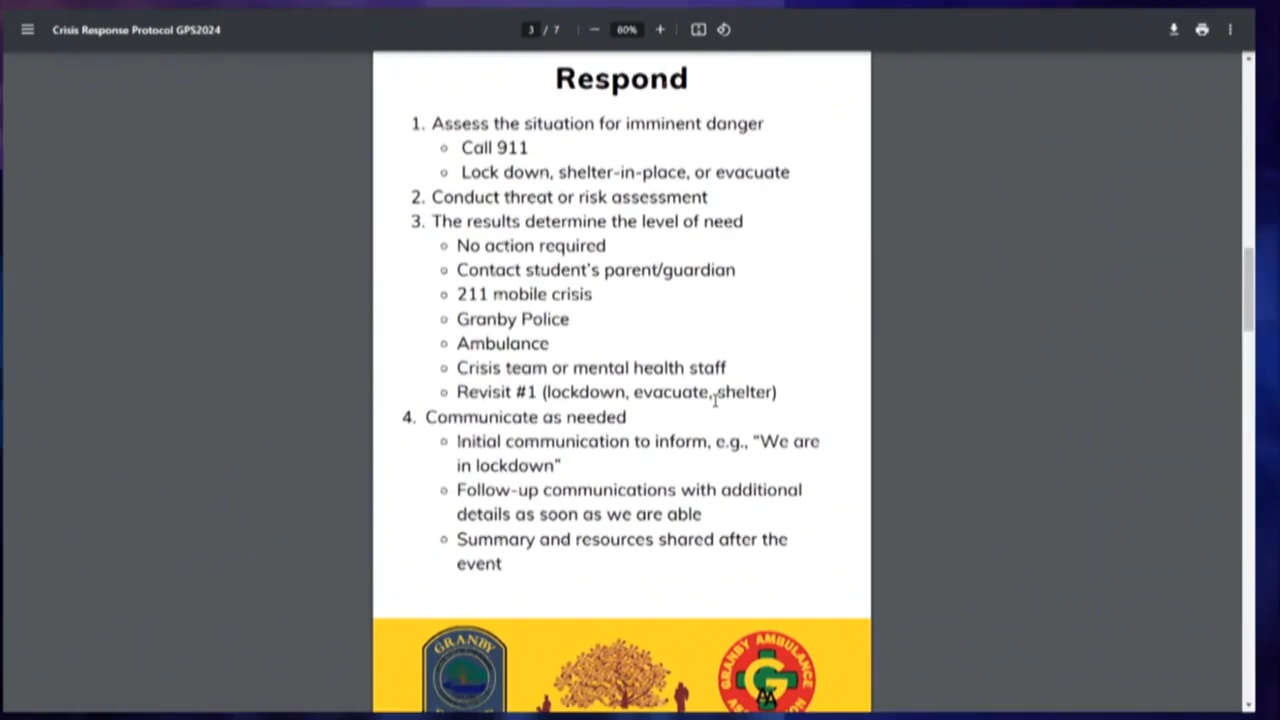 Crisis Response Protocol GPS2024
3 / 7
80%
Respond
1. Assess the situation for imminent danger
Call 911
Lock down, shelter-in-place, or evacuate
2. Conduct threat or risk assessment
3. The results determine the level of need
No action required
Contact student's parent/guardian
211 mobile crisis
Granby Police
Ambulance
Crisis team or mental health staff
Revisit #1 (lockdown, evacuate, shelter)
4. Communicate as needed
Initial communication to inform, e.g., "We are
in lockdown"
Follow-up communications with additional
details as soon as we are able
Summary and resources shared after the
event
GRANBY
GRANBY AMBULANCE
G